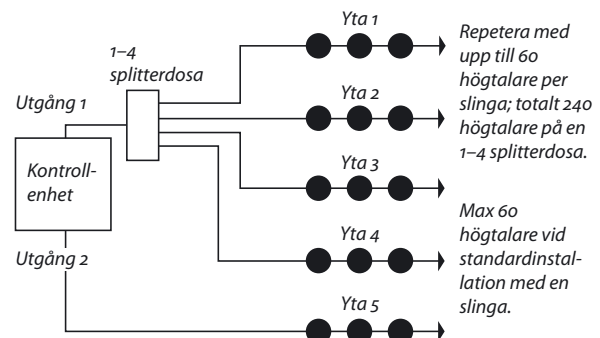 1–4
splitterdosa
Utgång 1
Kontroll-
enhet
Utgång 2
Yta 1
Yta 2
Yta 3
Yta 4
Yta 5
Repetera med
upp till 60
högtalare per
slinga; totalt 240
högtalare på en
1–4 splitterdosa.
Max 60
högtalare vid
standardinstal-
lation med en
slinga.